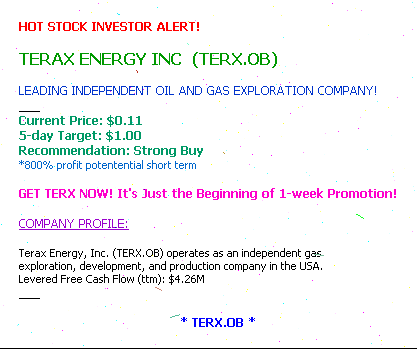 HOT STOCK INVESTOR ALERT!
TERAX ENERGY INC (TERX.OB)
LEADING INDEPENDENT OIL AND GAS EXPLORATION COMPANY!
Current Price: $0.11
5-day Target: $1.00
Recommendation: Strong Buy
*800% profit potentential short term
GET TERX NOW! It's Just the Beginning of 1-week Promotion!
COMPANY PROFILE:
Terax Energy, Inc. (TERX.OB) operates as an independent gas
exploration, development, and production company in the USA.
Levered Free Cash Flow (ttm): $4.26M
* TERX.OB *